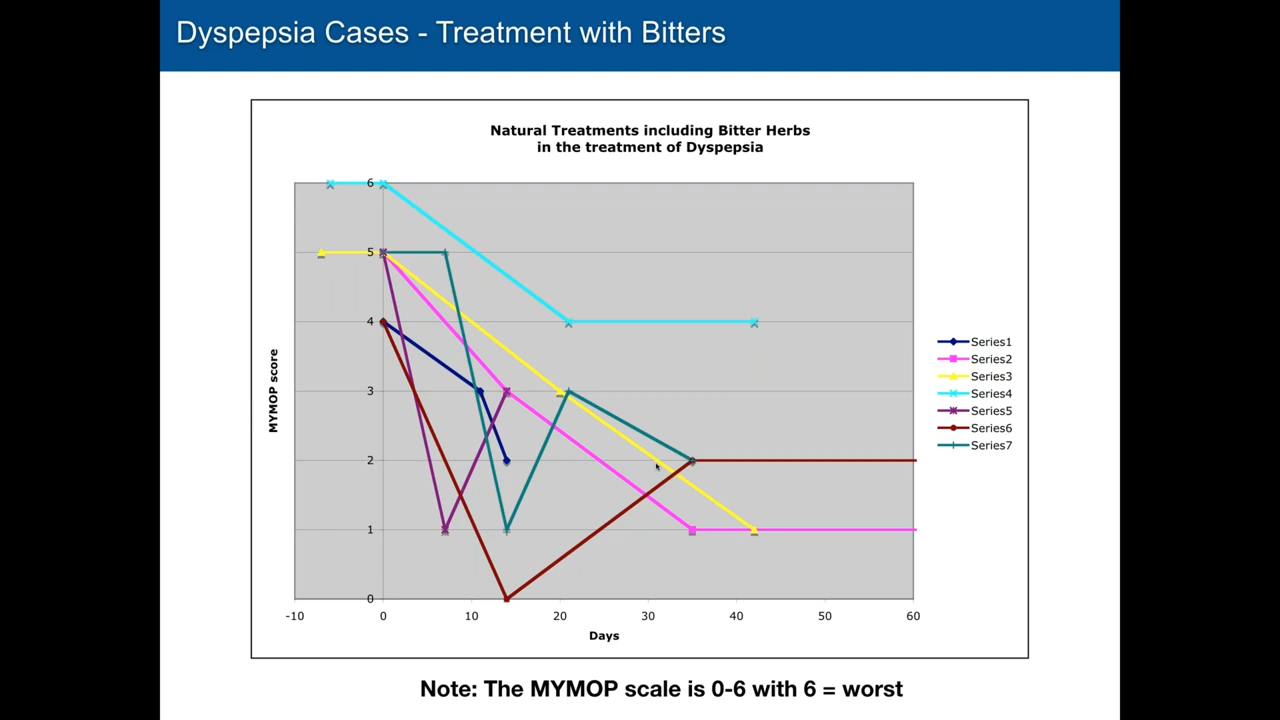 Dyspepsia Cases - Treatment with Bitters
Natural Treatments including Bitter Herbs
in the treatment of Dyspepsia
MYMOP score
6
5
4
3
2
1
0
-10 0 10 20 30 40 50 60
Days
Series1
Series2
Series3
Series4
Series5
Series6
Series7
Note: The MYMOP scale is 0-6 with 6 = worst